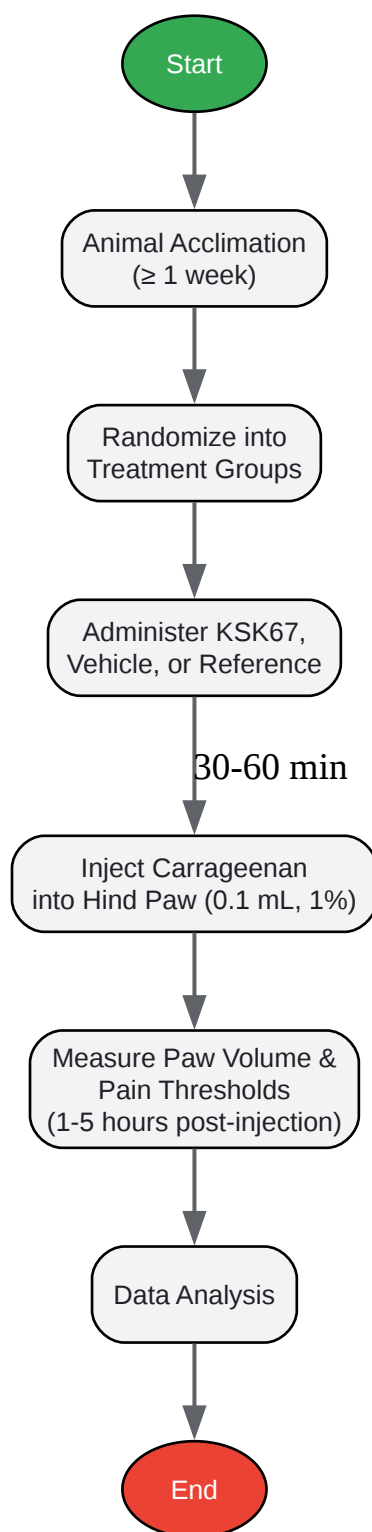 Start
Animal Acclimation
(≥ 1 week)
Randomize into
Treatment Groups
Administer KSK67,
Vehicle, or Reference
30-60 min
Inject Carrageenan
into Hind Paw (0.1 mL, 1%)
Measure Paw Volume &
Pain Thresholds
(1-5 hours post-injection)
Data Analysis
End